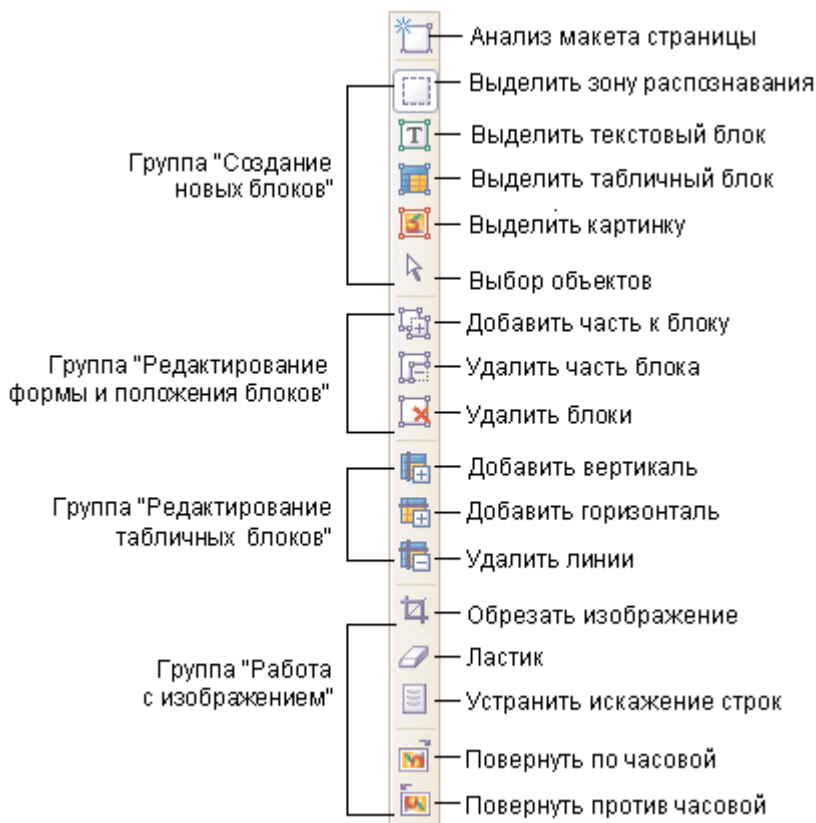 Анализ макета страницы
Выделить зону распознавания
Выделить текстовый блок
Группа "Создание
новых блоков"
Выделить табличный блок
Выделить картинку
Выбор объектов
Добавить часть к блоку
Группа "Редактирование
формы и положения блоков"
Удалить часть блока
Удалить блоки
Добавить вертикаль
Группа "Редактирование
табличных блоков"
Добавить горизонталь
Удалить линии
Обрезать изображение
Ластик
Группа "Работа
с изображением"
Устранить искажение строк
Повернуть по часовой
Повернуть против часовой